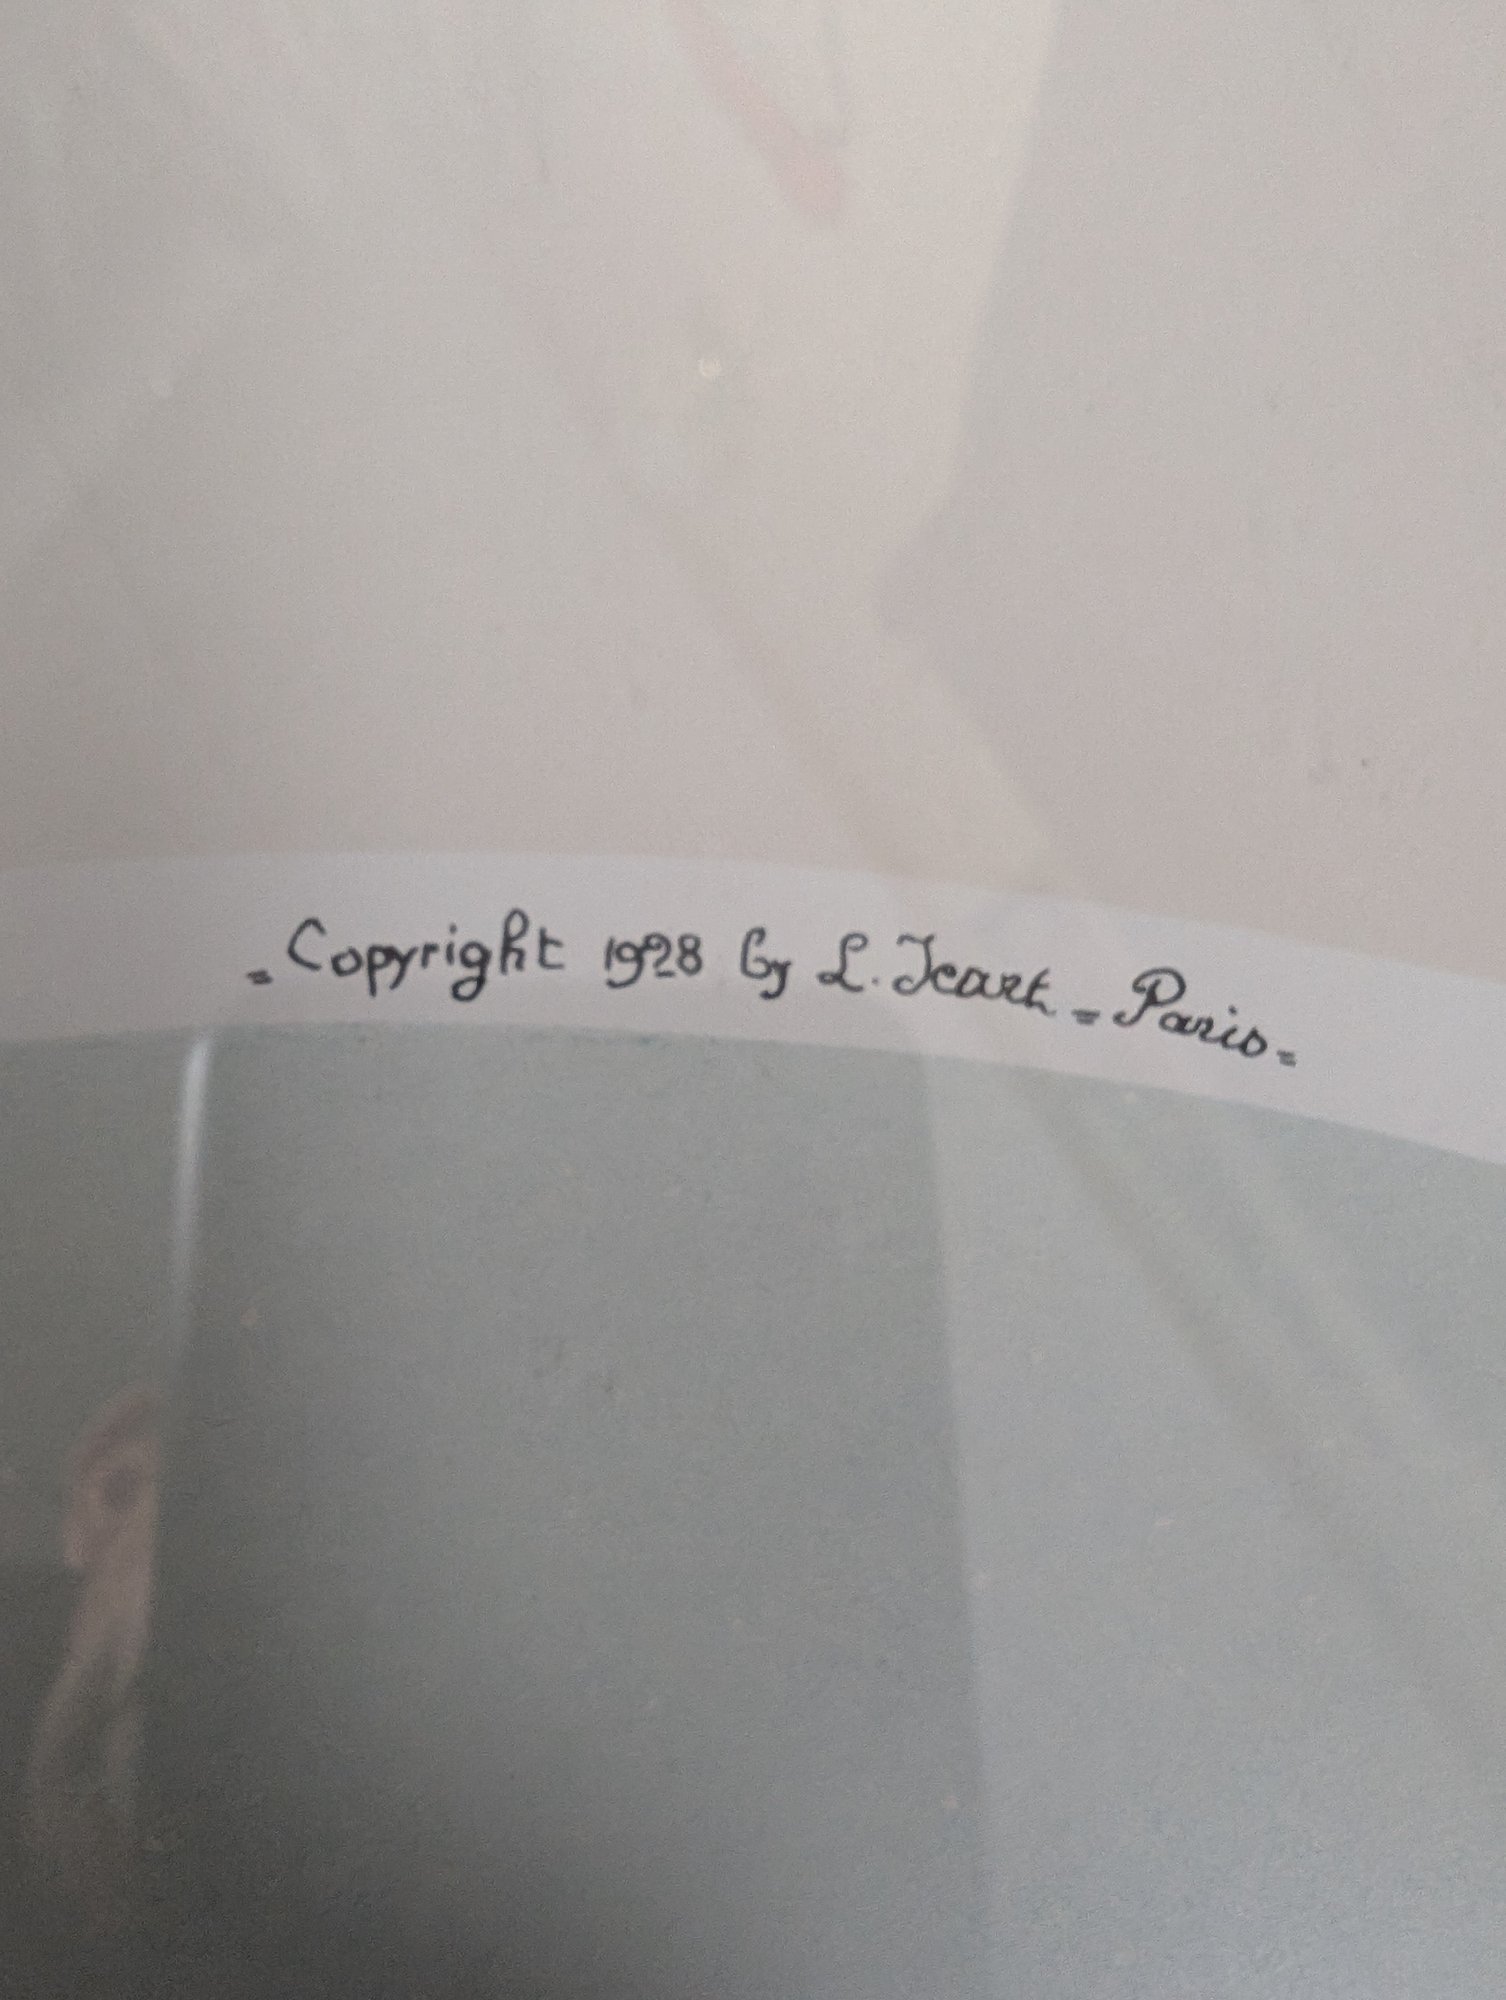 = Copyright 1928 by L. Icart = Paris =